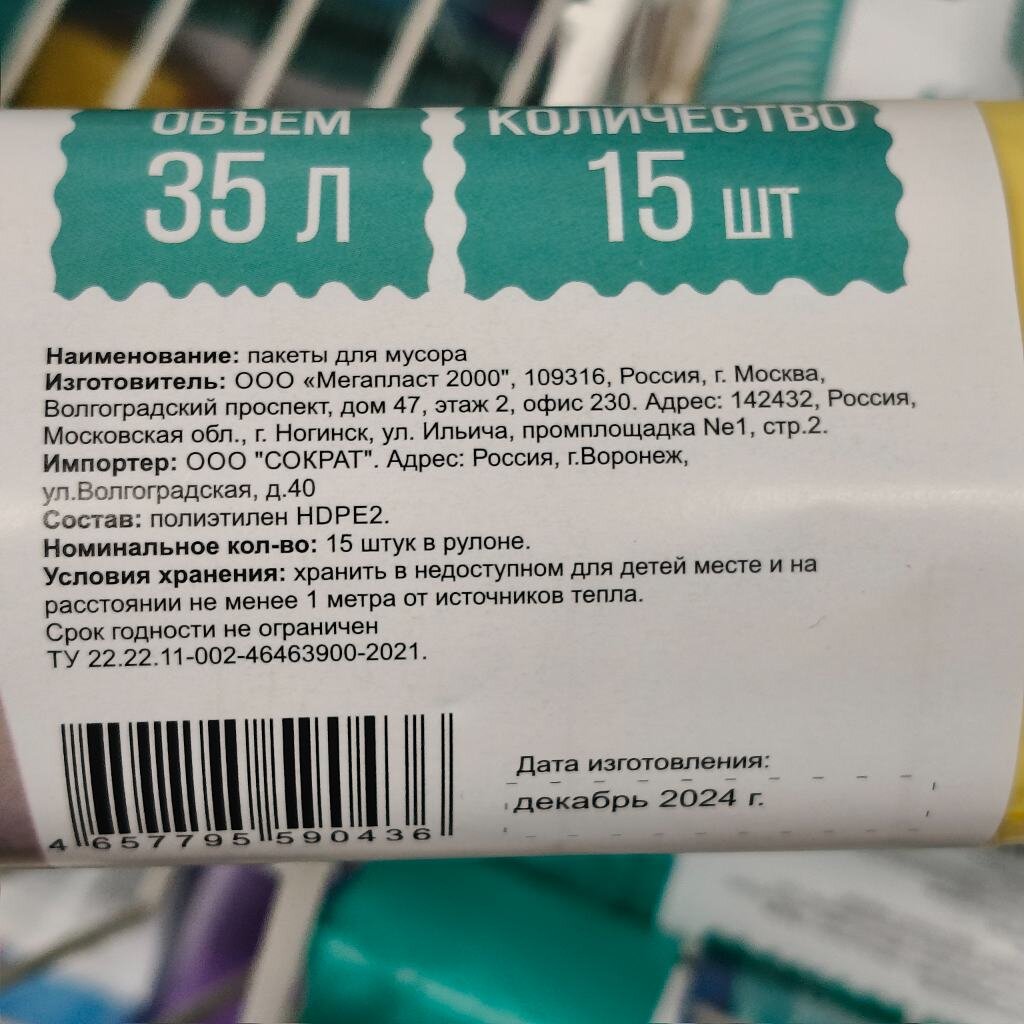 ОБЪЕМ
35 Л
КОЛИЧЕСТВО
15 ШТ
Наименование: пакеты для мусора
Изготовитель: ООО «Мегапласт 2000", 109316, Россия, г. Москва,
Волгоградский проспект, дом 47, этаж 2, офис 230. Адрес: 142432, Россия,
Московская обл., г. Ногинск, ул. Ильича, промплощадка Ne1, стр.2.
Импортер: ООО "СОКРАТ". Адрес: Россия, г.Воронеж,
ул.Волгоградская, д.40
Состав: полиэтилен HDPE2.
Номинальное кол-во: 15 штук в рулоне.
Условия хранения: хранить в недоступном для детей месте и на
расстоянии не менее 1 метра от источников тепла.
Срок годности не ограничен
ТУ 22.22.11-002-46463900-2021.
4 657795 590436
Дата изготовления:
декабрь 2024 г.